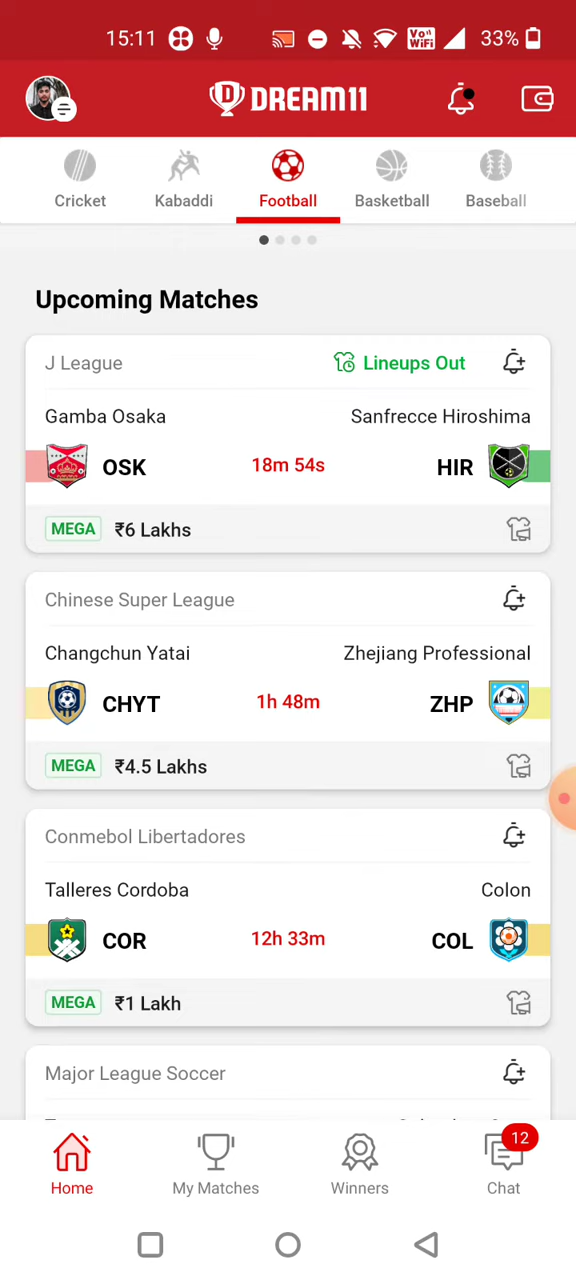 15:11 Vo)) WiFi 33%
DREAM11
Cricket Kabaddi Football Basketball Baseball
Upcoming Matches
J League Lineups Out
Gamba Osaka Sanfrecce Hiroshima
OSK 18m 54s HIR
MEGA ₹6 Lakhs
Chinese Super League
Changchun Yatai Zhejiang Professional
CHYT 1h 48m ZHP
MEGA ₹4.5 Lakhs
Conmebol Libertadores
Talleres Cordoba Colon
COR 12h 33m COL
MEGA ₹1 Lakh
Major League Soccer
12
Home My Matches Winners Chat